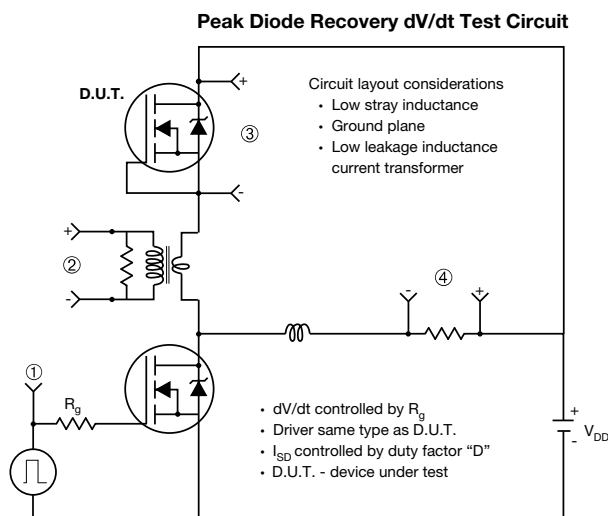 Peak Diode Recovery dV/dt Test Circuit
D.U.T.
+
Circuit layout considerations
• Low stray inductance
• Ground plane
• Low leakage inductance
current transformer
③
-
+
②
-
④
-
+
①
Rg
• dV/dt controlled by Rg
• Driver same type as D.U.T.
• ISD controlled by duty factor “D”
• D.U.T. - device under test
+
-
VDD